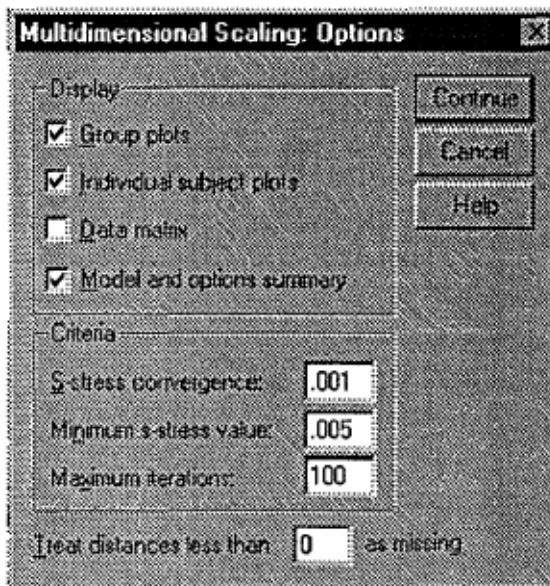 Multidimensional Scaling: Options
Display
Group plots
Individual subject plots
Data matrix
Model and options summary
Continue
Cancel
Help
Criteria
S-stress convergence: .001
Minimum s-stress value: .005
Maximum iterations: 100
Treat distances less than 0 as missing